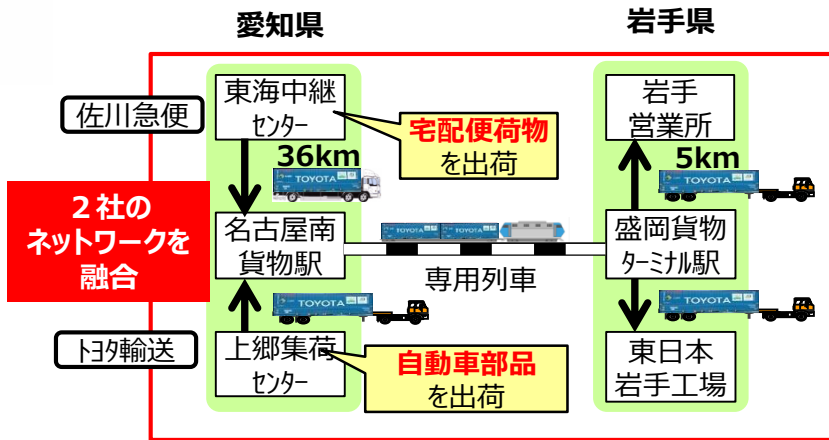 愛知県
岩手県
佐川急便
東海中継
センター
宅配便荷物
を出荷
岩手
営業所
36km
5km
TOYOTA
TOYOTA
2社の
ネットワークを
融合
名古屋南
貨物駅
TOYOTA
TOYOTA
専用列車
盛岡貨物
ターミナル駅
TOYOTA
TOYOTA
トヨタ輸送
上郷集荷
センター
自動車部品
を出荷
東日本
岩手工場